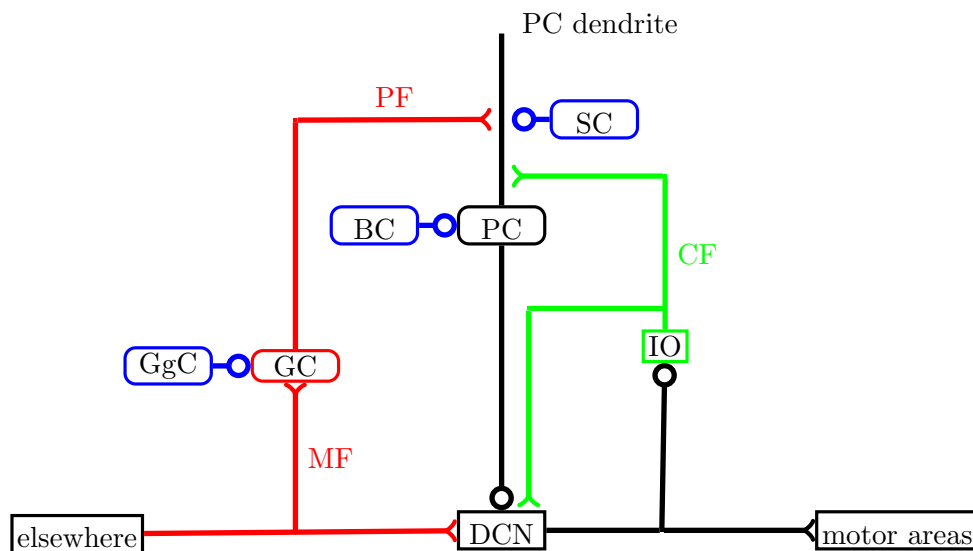 PC dendrite
PF
SC
BC
PC
CF
IO
GgC
GC
MF
elsewhere
DCN
motor areas